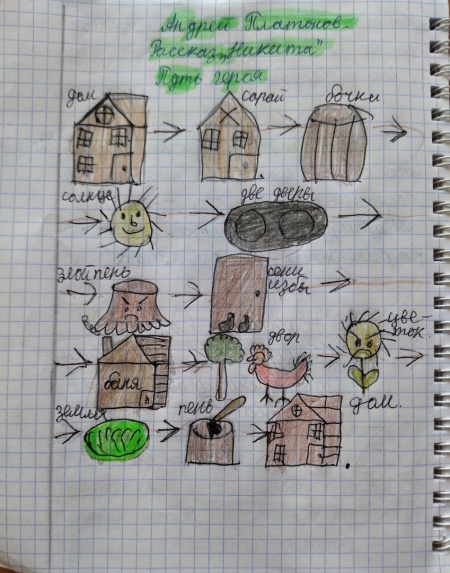 Андрей Платонов.
Рассказ „Никита"
Путь героя.
дом
сарай
бочки
солнце
две дверы
злой пень
сени
избы
баня
двор
цве-
ток
земля
пень
дом.